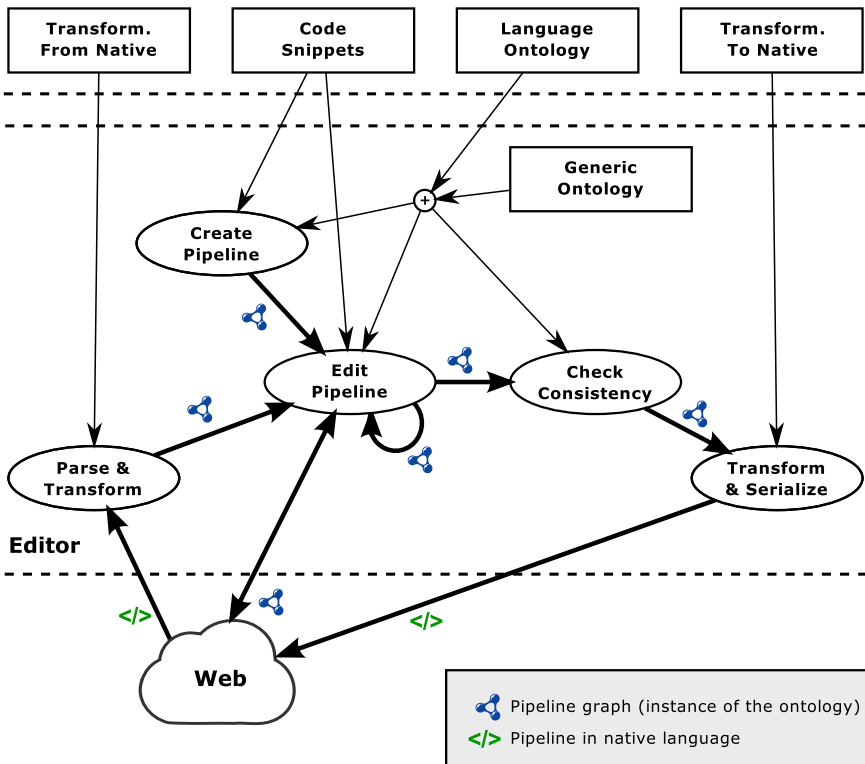 Transform.
From Native
Code
Snippets
Language
Ontology
Transform.
To Native
Generic
Ontology
+
Create
Pipeline
Edit
Pipeline
Check
Consistency
Parse &
Transform
Transform
& Serialize
Editor
</>
</>
Web
Pipeline graph (instance of the ontology)
</> Pipeline in native language